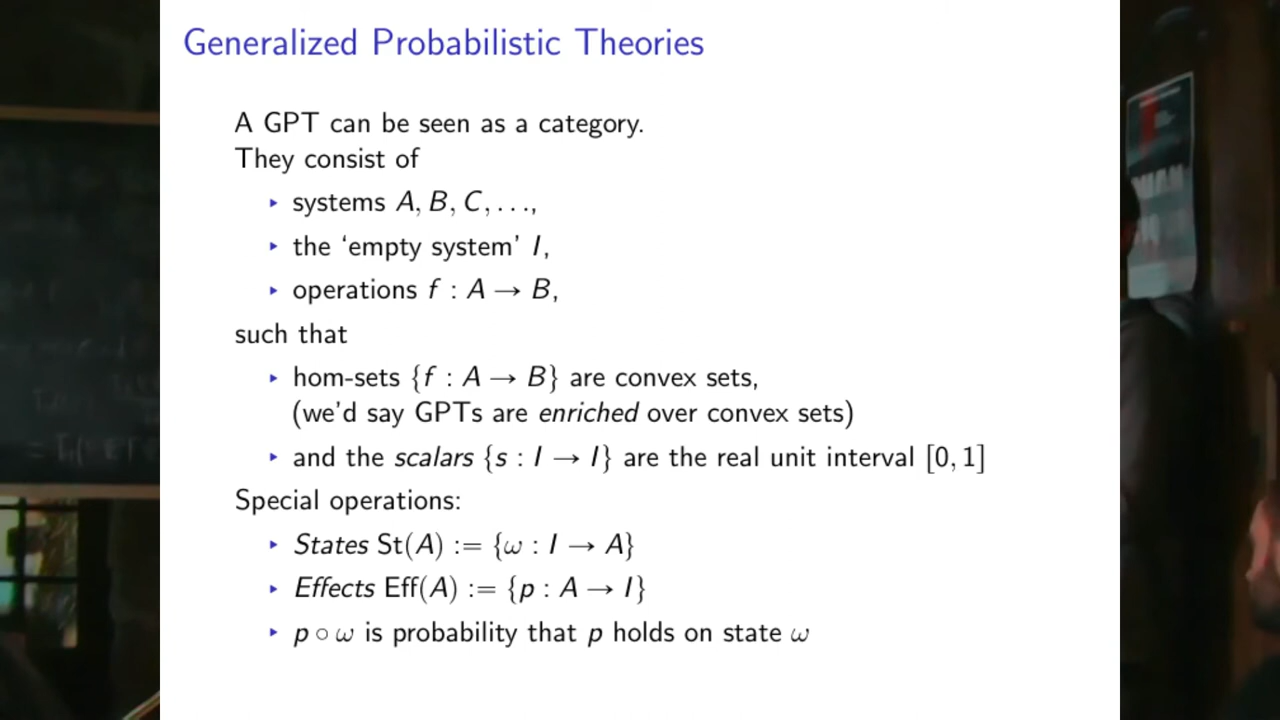 Generalized Probabilistic Theories
A GPT can be seen as a category.
They consist of
▸ systems A, B, C, . . .,
▸ the ‘empty system’ I,
▸ operations f : A → B,
such that
▸ hom-sets {f : A → B} are convex sets,
(we’d say GPTs are enriched over convex sets)
▸ and the scalars {s : I → I} are the real unit interval [0, 1]
Special operations:
▸ States St(A) := {ω : I → A}
▸ Effects Eff(A) := {p : A → I}
▸ p ∘ ω is probability that p holds on state ω